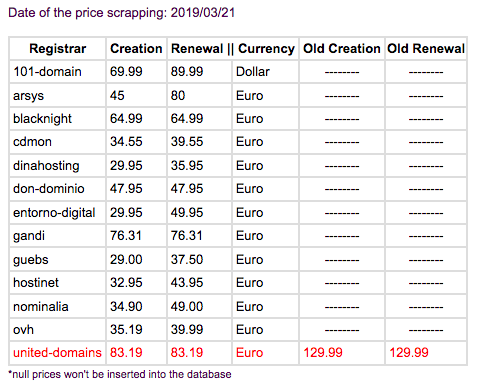 Date of the price scrapping: 2019/03/21
Registrar Creation Renewal || Currency Old Creation Old Renewal
101-domain 69.99 89.99 Dollar -------- --------
arsys 45 80 Euro -------- --------
blacknight 64.99 64.99 Euro -------- --------
cdmon 34.55 39.55 Euro -------- --------
dinahosting 29.95 35.95 Euro -------- --------
don-dominio 47.95 47.95 Euro -------- --------
entorno-digital 29.95 49.95 Euro -------- --------
gandi 76.31 76.31 Euro -------- --------
guebs 29.00 37.50 Euro -------- --------
hostinet 32.95 43.95 Euro -------- --------
nominalia 34.90 49.00 Euro -------- --------
ovh 35.19 39.99 Euro -------- --------
united-domains 83.19 83.19 Euro 129.99 129.99
*null prices won't be inserted into the database